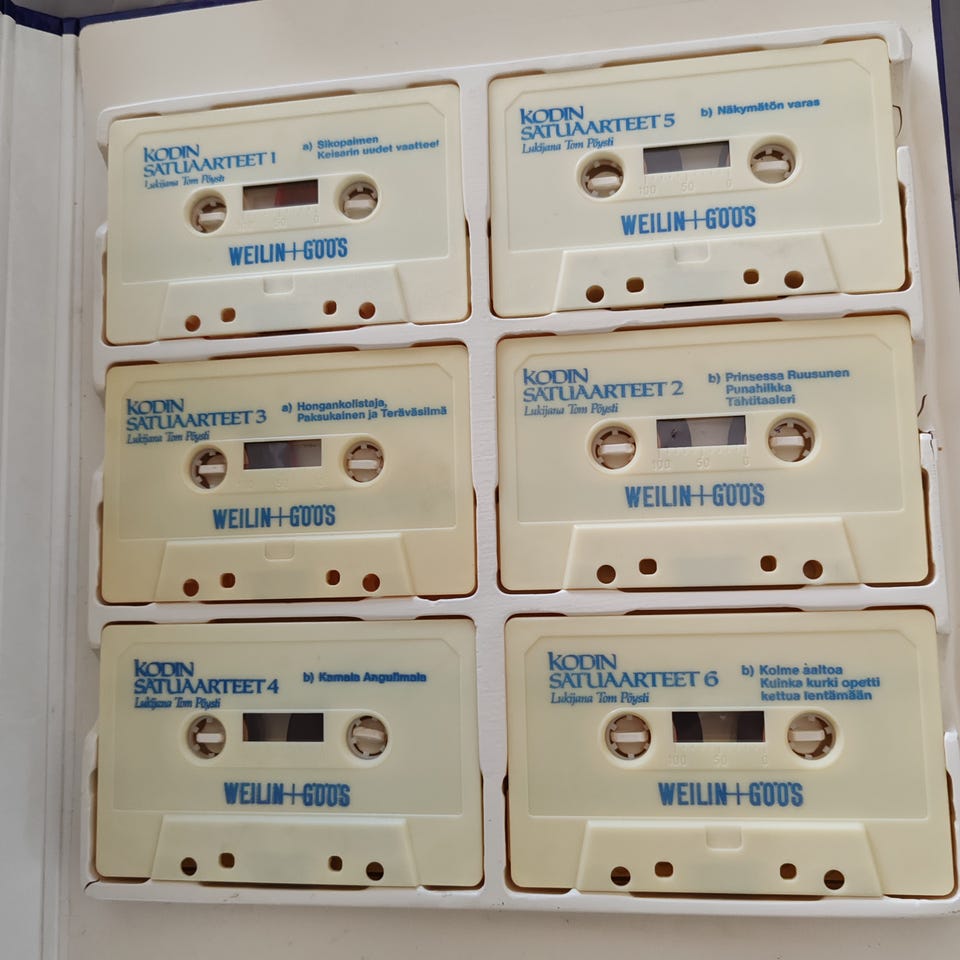 KODIN
SATUAARTEET 1
Lukijana Tom Pöysti
a) Sikopaimen
Keisarin uudet vaatteet
WEILIN+GÖÖS
KODIN
SATUAARTEET 5
Lukijana Tom Pöysti
b) Näkymätön varas
100 50 0
WEILIN+GÖÖS
KODIN
SATUAARTEET 3
Lukijana Tom Pöysti
a) Hongankolistaja,
Paksukainen ja Teräväsilmä
WEILIN+GÖÖS
KODIN
SATUAARTEET 2
Lukijana Tom Pöysti
b) Prinsessa Ruusunen
Punahilkka
Tähtitaaleri
100 50 0
WEILIN+GÖÖS
KODIN
SATUAARTEET 4
Lukijana Tom Pöysti
b) Kamala Angulimala
WEILIN+GÖÖS
KODIN
SATUAARTEET 6
Lukijana Tom Pöysti
b) Kolme aaltoa
Kuinka kurki opetti
kettua lentämään
100 50 0
WEILIN+GÖÖS